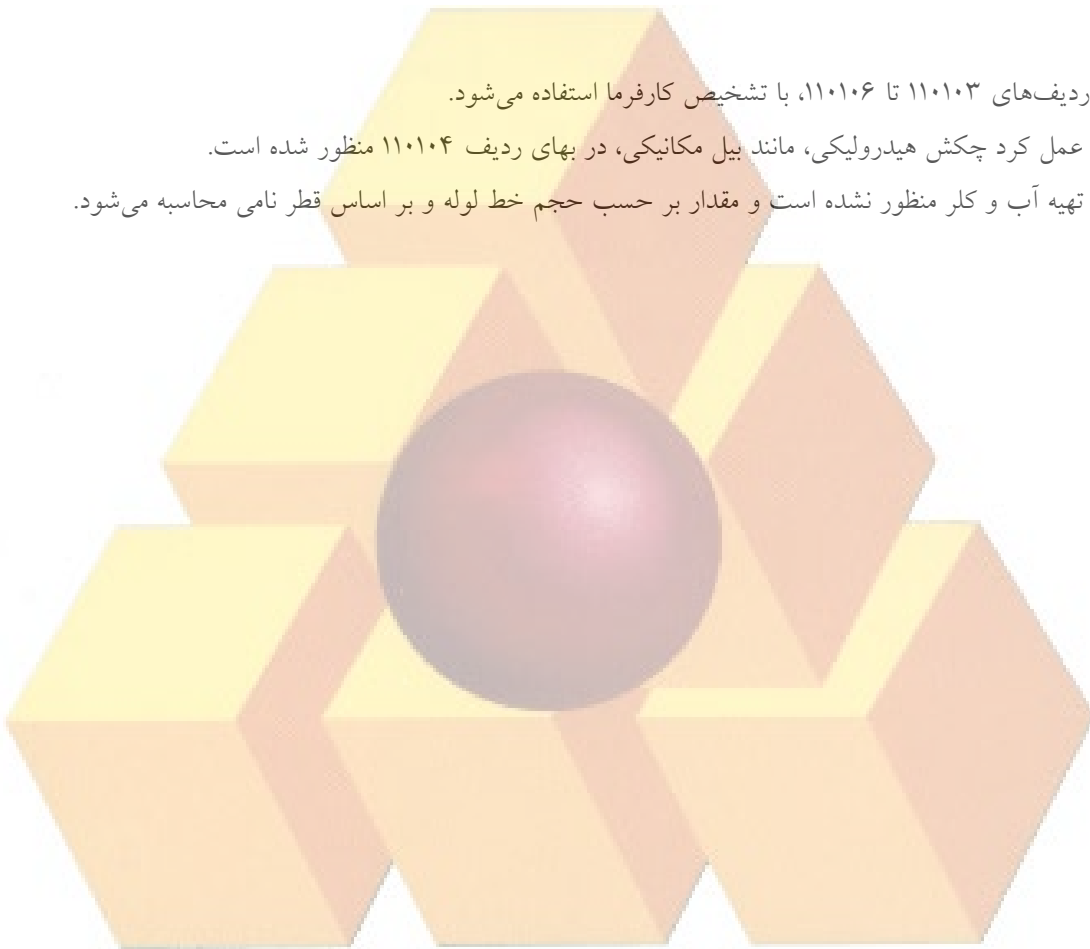 ردیف‌های ۱۱۰۱۰۳ تا ۱۱۰۱۰۶، با تشخیص کارفرما استفاده می‌شود.
عمل کرد چکش هیدرولیکی، مانند بیل مکانیکی، در بهای ردیف ۱۱۰۱۰۴ منظور شده است.
تهیه آب و کلر منظور نشده است و مقدار بر حسب حجم خط لوله و بر اساس قطر نامی محاسبه می‌شود.